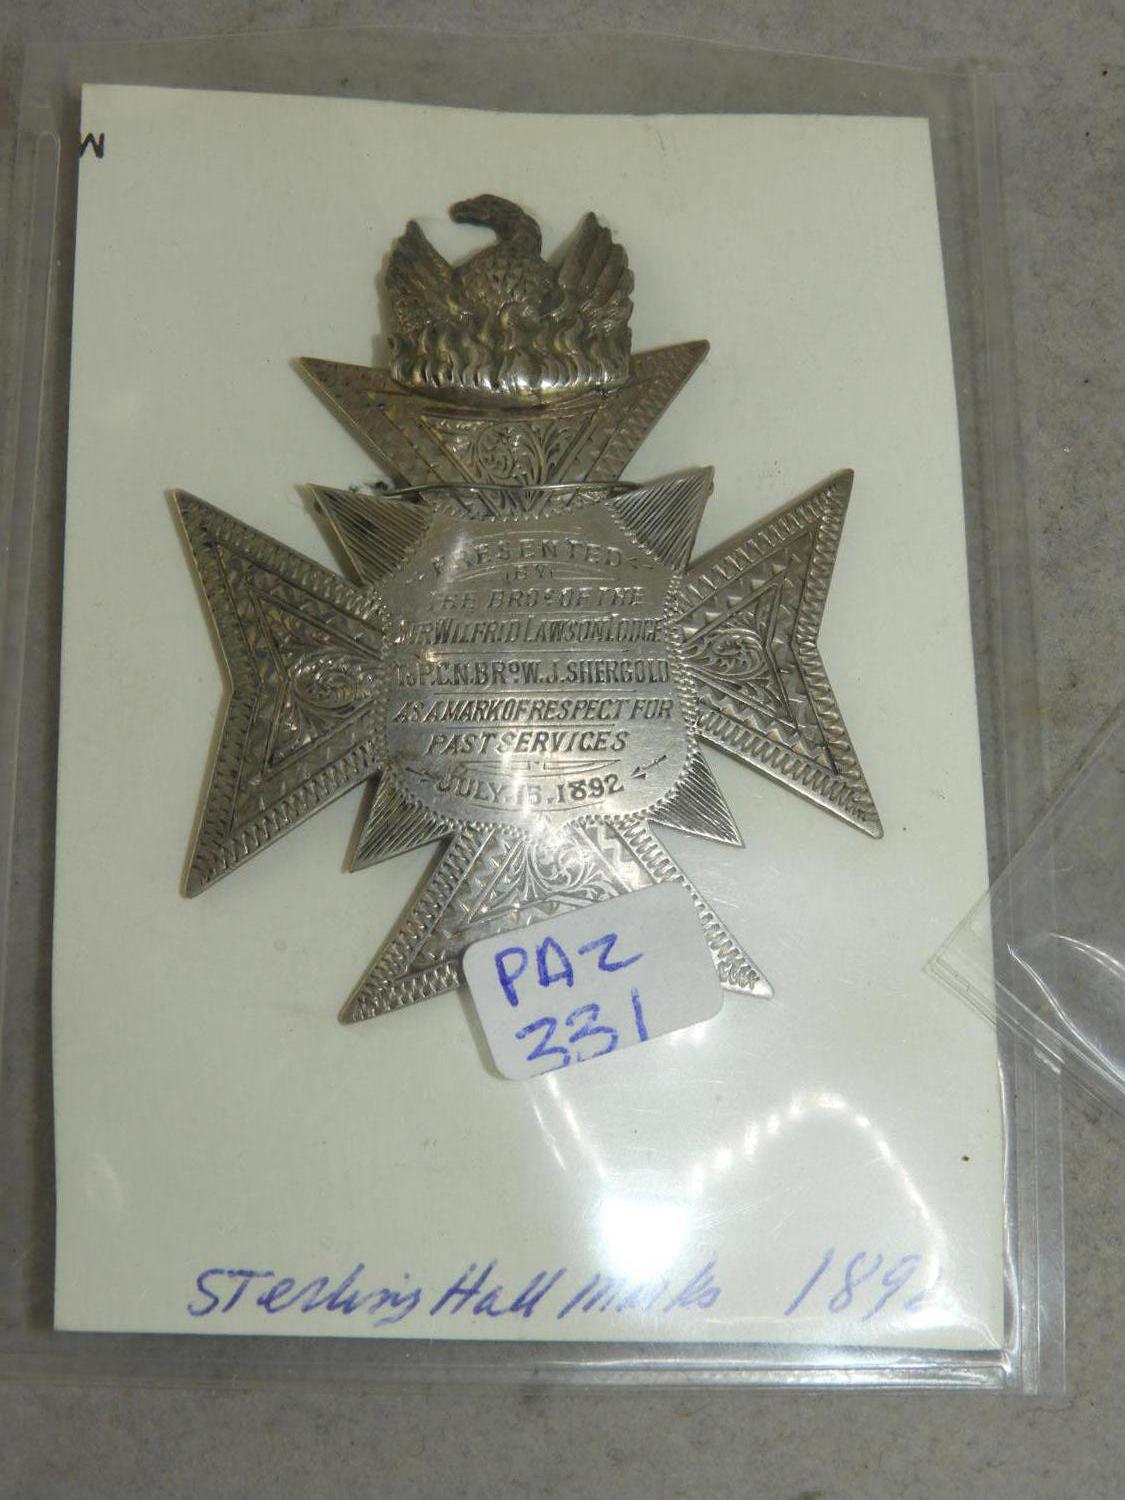 W
PRESENTED
BY
THE BROS OF THE
SIR WILFRID LAWSON LODGE
TO P.C.N. BRO W.J. SHERGOLD
AS A MARK OF RESPECT FOR
PAST SERVICES
JULY.15.1892
PAZ
331
STerling Hall Marks 1892